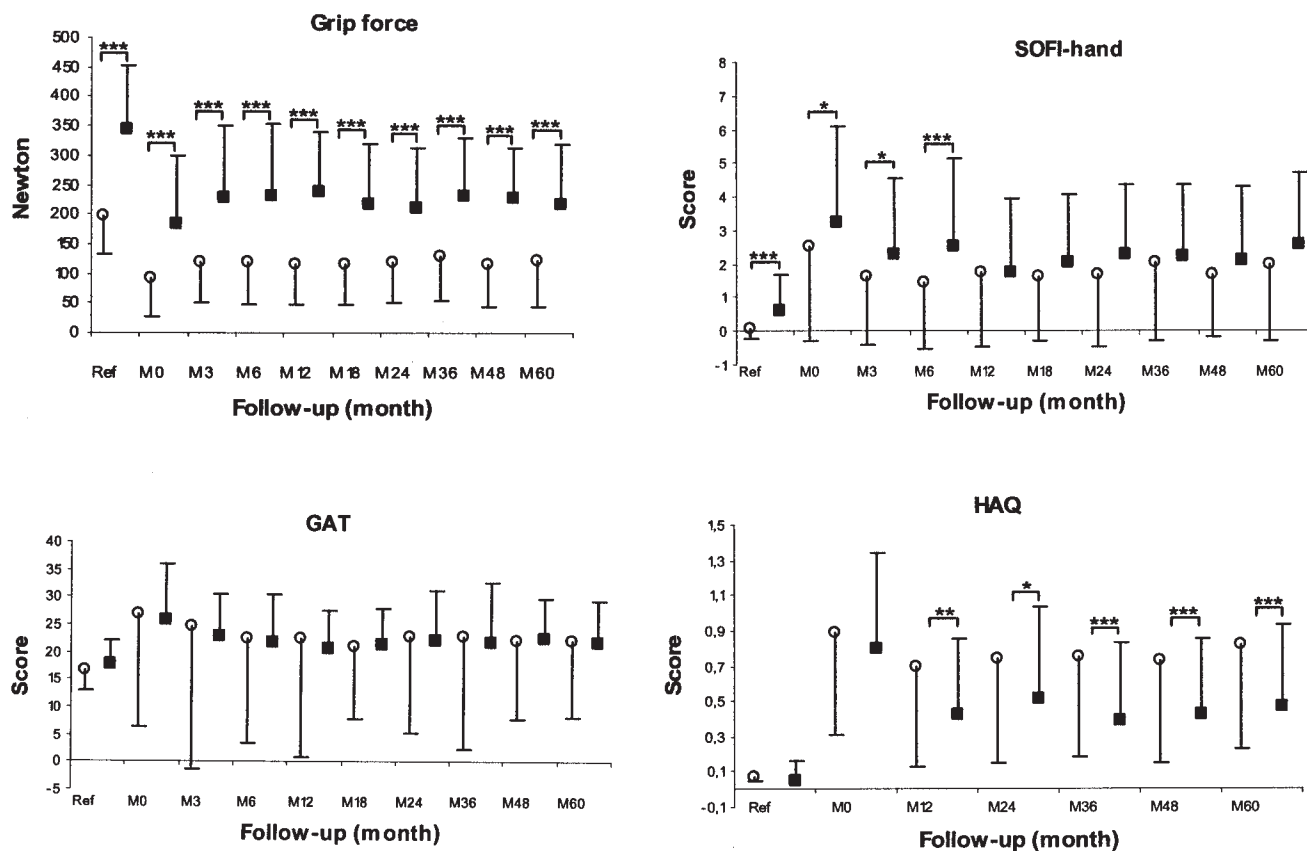 Grip force
500
450
400
350
300
250
200
150
100
50
0
Newton
*** *** *** *** *** *** *** *** *** ***
Ref M0 M3 M6 M12 M18 M24 M36 M48 M60
Follow-up (month)
SOFI-hand
8
7
6
5
4
3
2
1
0
-1
Score
*** * * ***
Ref M0 M3 M6 M12 M18 M24 M36 M48 M60
Follow-up (month)
GAT
40
35
30
25
20
15
10
5
0
-5
Score
Ref M0 M3 M6 M12 M18 M24 M36 M48 M60
Follow-up (month)
HAQ
1,5
1,3
1,1
0,9
0,7
0,5
0,3
0,1
-0,1
Score
** * *** *** ***
Ref M0 M12 M24 M36 M48 M60
Follow-up (month)